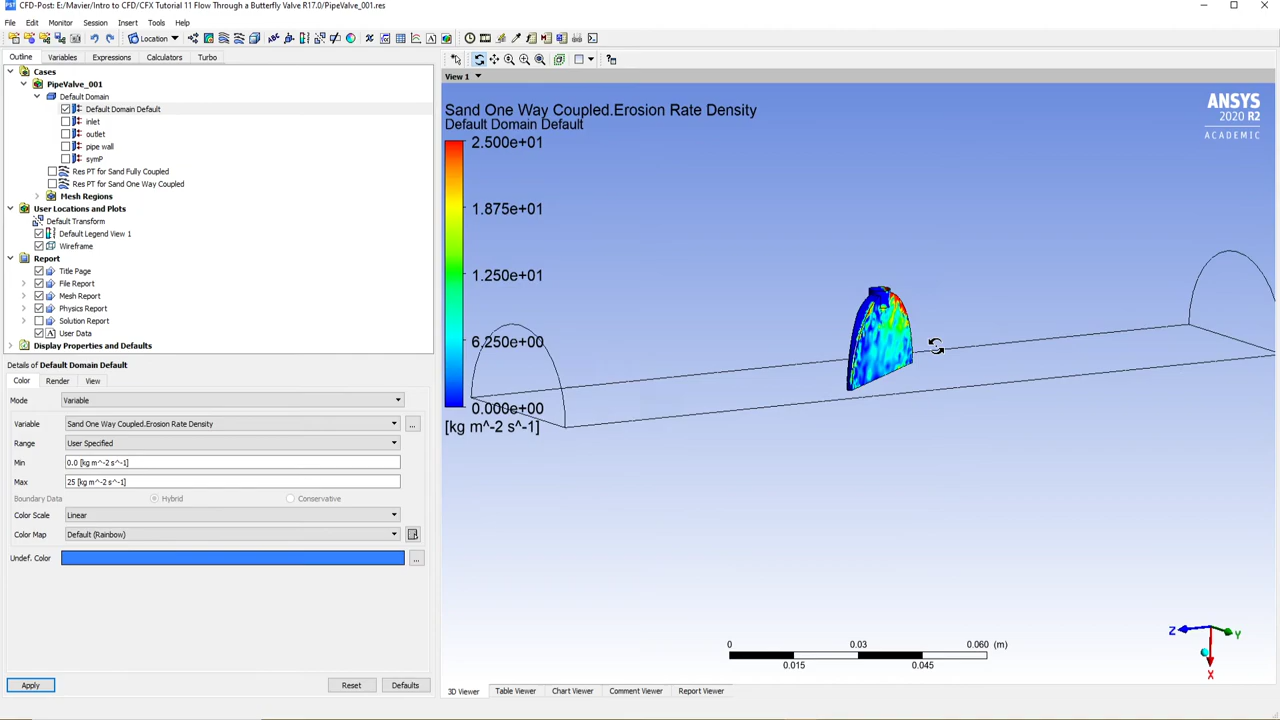 CFD-Post: E:/Mavier/Intro to CFD/CFX Tutorial 11 Flow Through a Butterfly Valve R17.0/PipeValve_001.res
File Edit Monitor Session Insert Tools Help
Location
Outline Variables Expressions Calculators Turbo
Cases
PipeValve_001
Default Domain
Default Domain Default
inlet
outlet
pipe wall
symP
Res PT for Sand Fully Coupled
Res PT for Sand One Way Coupled
Mesh Regions
User Locations and Plots
Default Transform
Default Legend View 1
Wireframe
Report
Title Page
File Report
Mesh Report
Physics Report
Solution Report
User Data
Display Properties and Defaults
Details of Default Domain Default
Color Render View
Mode Variable
Variable Sand One Way Coupled.Erosion Rate Density ...
Range User Specified
Min 0.0 [kg m^-2 s^-1]
Max 25 [kg m^-2 s^-1]
Boundary Data Hybrid Conservative
Color Scale Linear
Color Map Default (Rainbow)
Undef. Color ...
Apply Reset Defaults
View 1
Sand One Way Coupled.Erosion Rate Density
Default Domain Default
2.500e+01
1.875e+01
1.250e+01
6.250e+00
0.000e+00
[kg m^-2 s^-1]
ANSYS
2020 R2
ACADEMIC
0 0.03 0.060 (m)
0.015 0.045
Z Y
X
3D Viewer Table Viewer Chart Viewer Comment Viewer Report Viewer